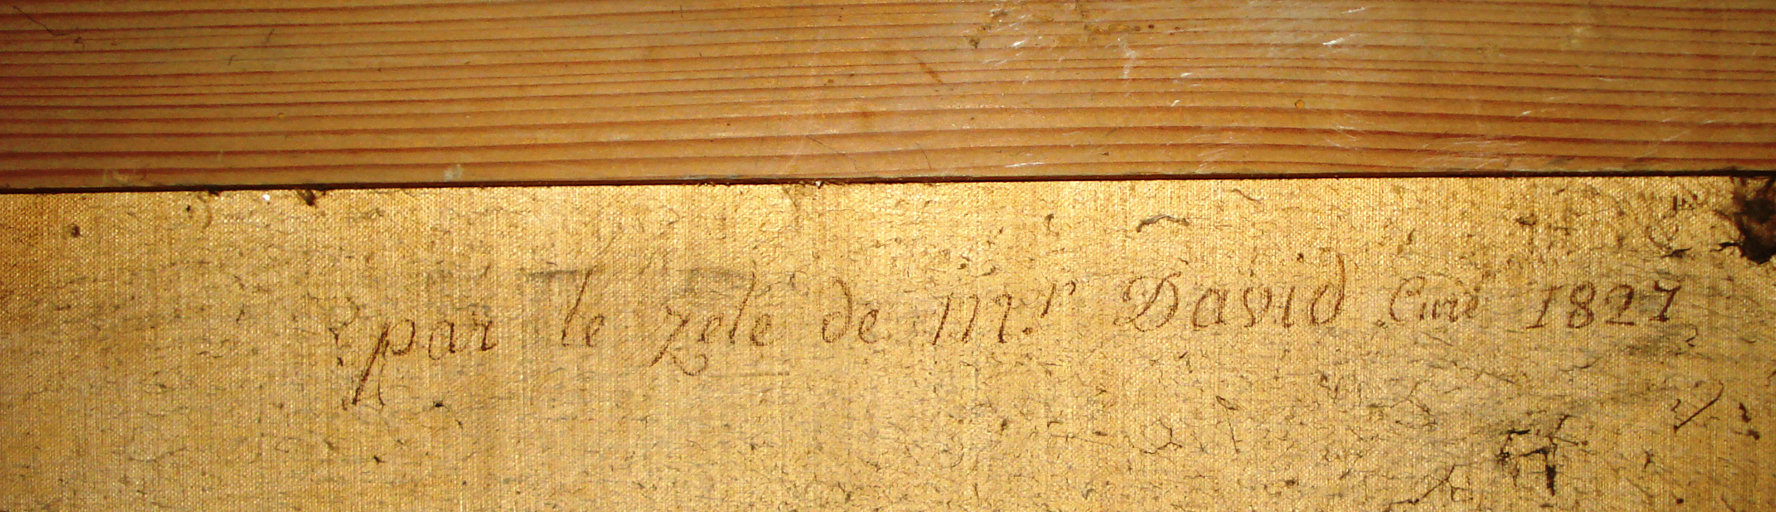 par le zele de mr David Curé 1827